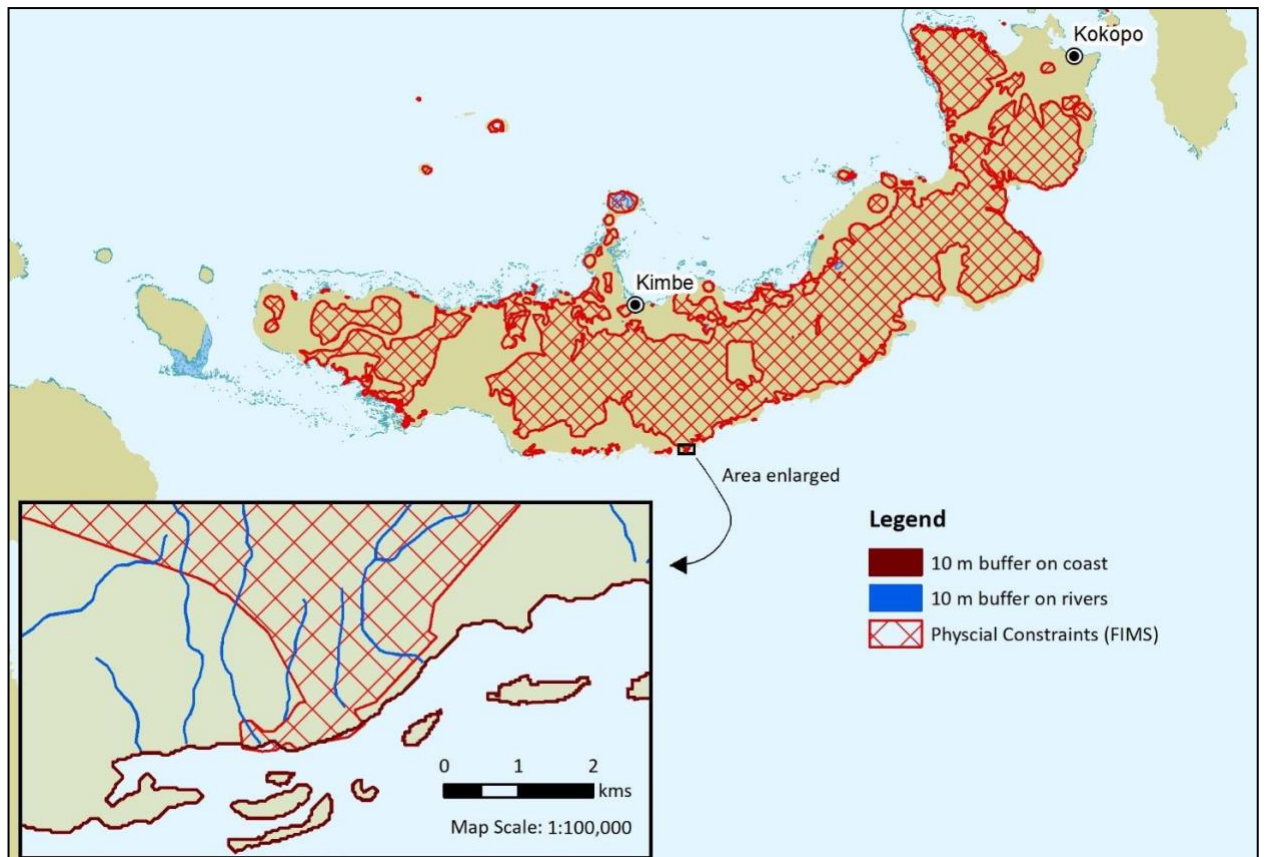 Kokopo
Kimbe
Area enlarged
Legend
10 m buffer on coast
10 m buffer on rivers
Physcial Constraints (FIMS)
0 1 2
kms
Map Scale: 1:100,000